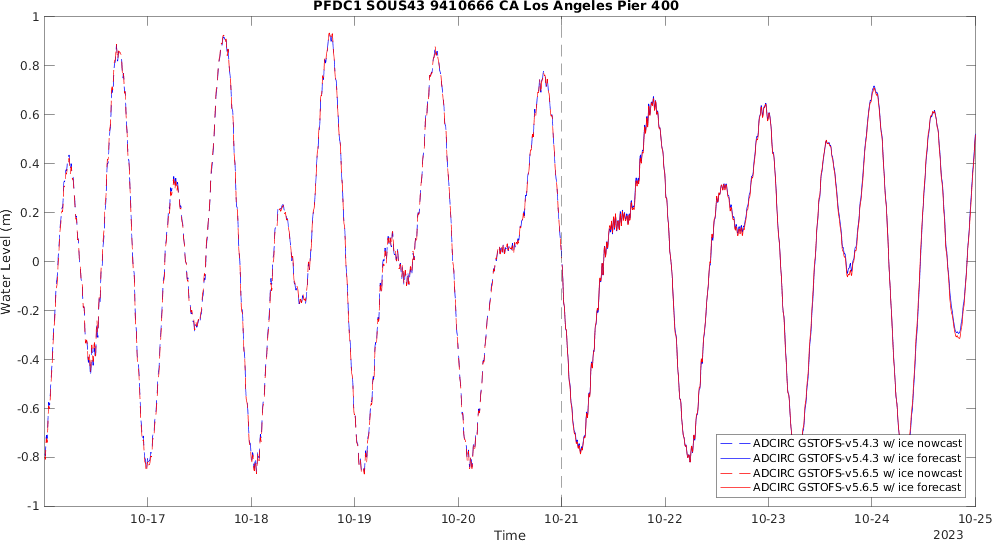 PFDC1 SOUS43 9410666 CA Los Angeles Pier 400
1
0.8
0.6
0.4
0.2
0
-0.2
-0.4
-0.6
-0.8
-1
Water Level (m)
10-17 10-18 10-19 10-20 10-21 10-22 10-23 10-24 10-25
2023
Time
ADCIRC GSTOFS-v5.4.3 w/ ice nowcast
ADCIRC GSTOFS-v5.4.3 w/ ice forecast
ADCIRC GSTOFS-v5.6.5 w/ ice nowcast
ADCIRC GSTOFS-v5.6.5 w/ ice forecast